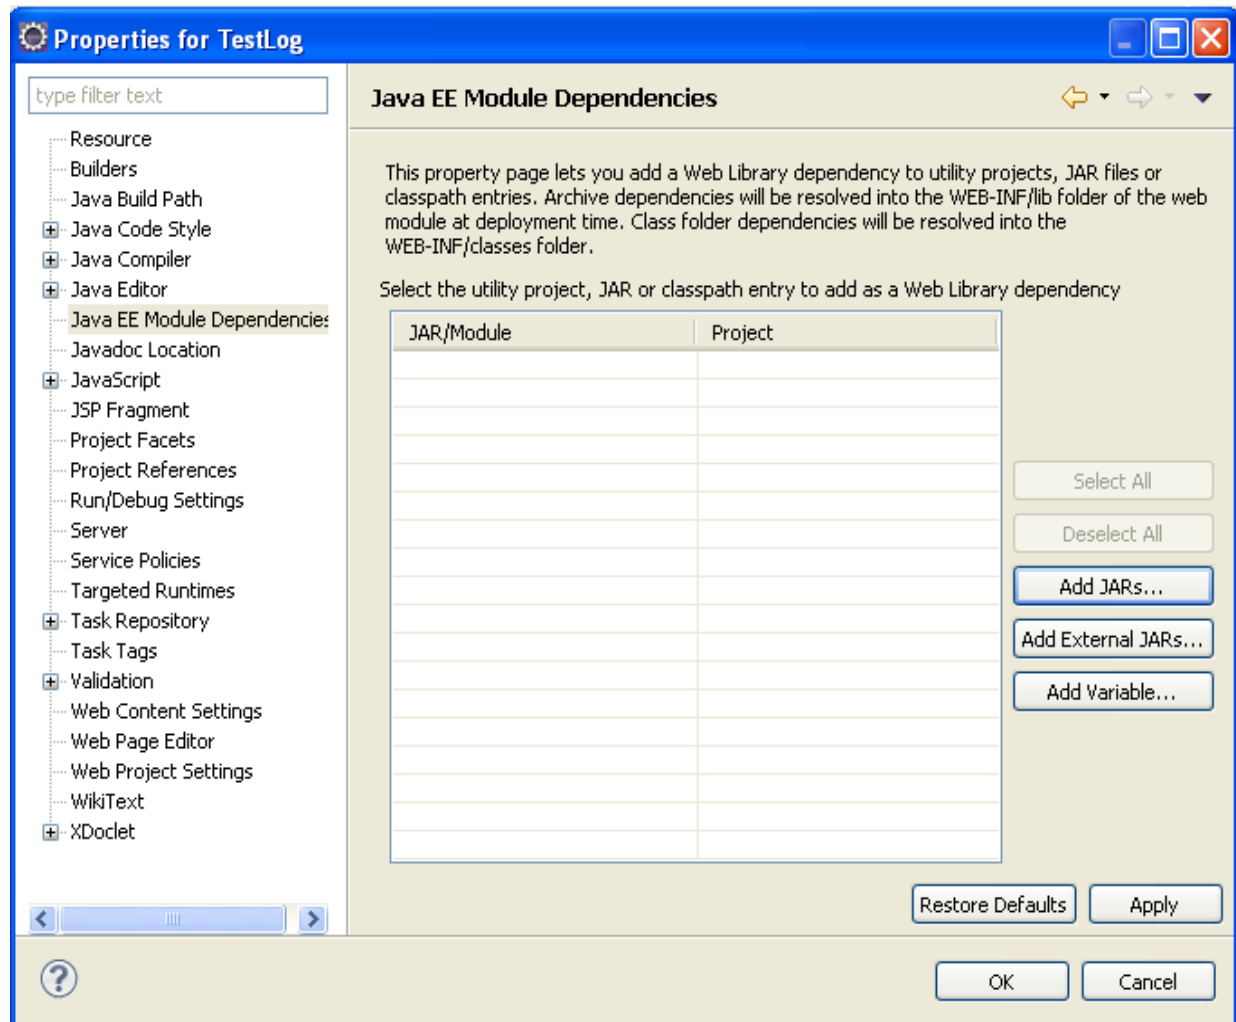 Properties for TestLog
type filter text
Resource
Builders
Java Build Path
Java Code Style
Java Compiler
Java Editor
Java EE Module Dependencies
Javadoc Location
JavaScript
JSP Fragment
Project Facets
Project References
Run/Debug Settings
Server
Service Policies
Targeted Runtimes
Task Repository
Task Tags
Validation
Web Content Settings
Web Page Editor
Web Project Settings
WikiText
XDoclet
Java EE Module Dependencies
This property page lets you add a Web Library dependency to utility projects, JAR files or
classpath entries. Archive dependencies will be resolved into the WEB-INF/lib folder of the web
module at deployment time. Class folder dependencies will be resolved into the
WEB-INF/classes folder.
Select the utility project, JAR or classpath entry to add as a Web Library dependency
JAR/Module Project
Select All
Deselect All
Add JARs...
Add External JARs...
Add Variable...
Restore Defaults Apply
? OK Cancel